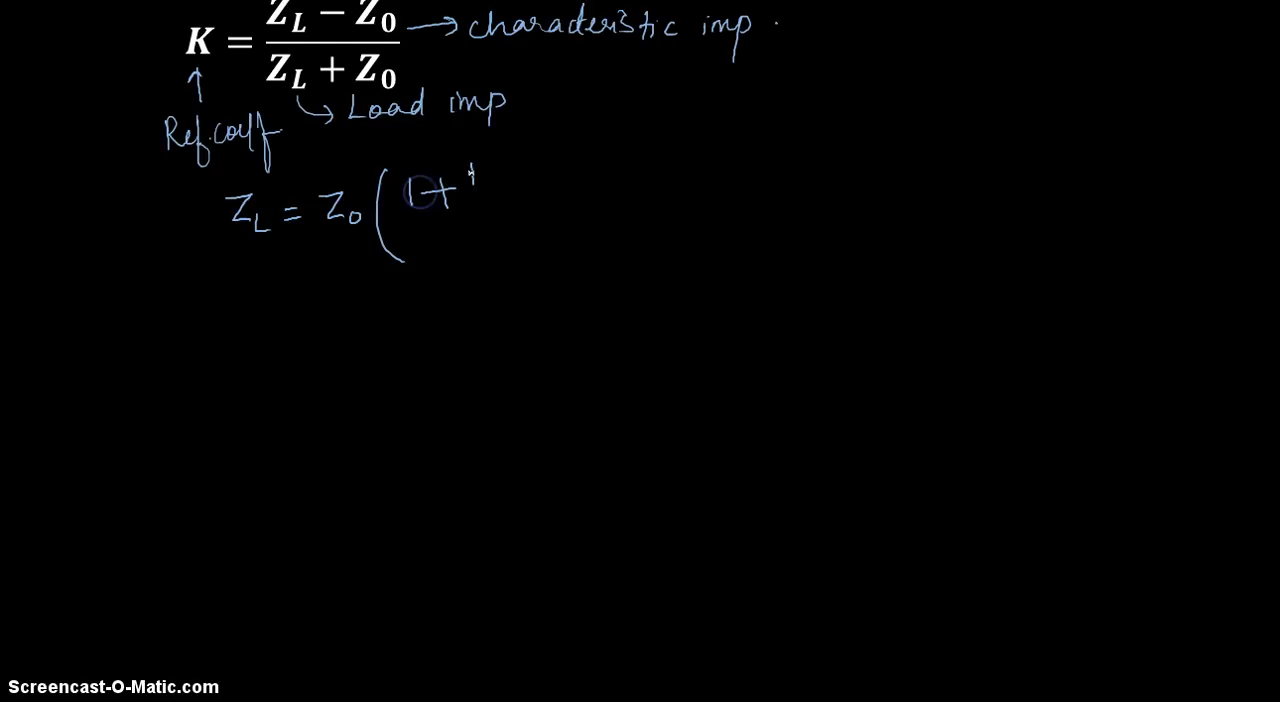 K = (Z_L − Z_0) / (Z_L + Z_0) → characteristic imp .
Ref.coeff → Load imp
Z_L = Z_0 ( 1+
Screencast-O-Matic.com